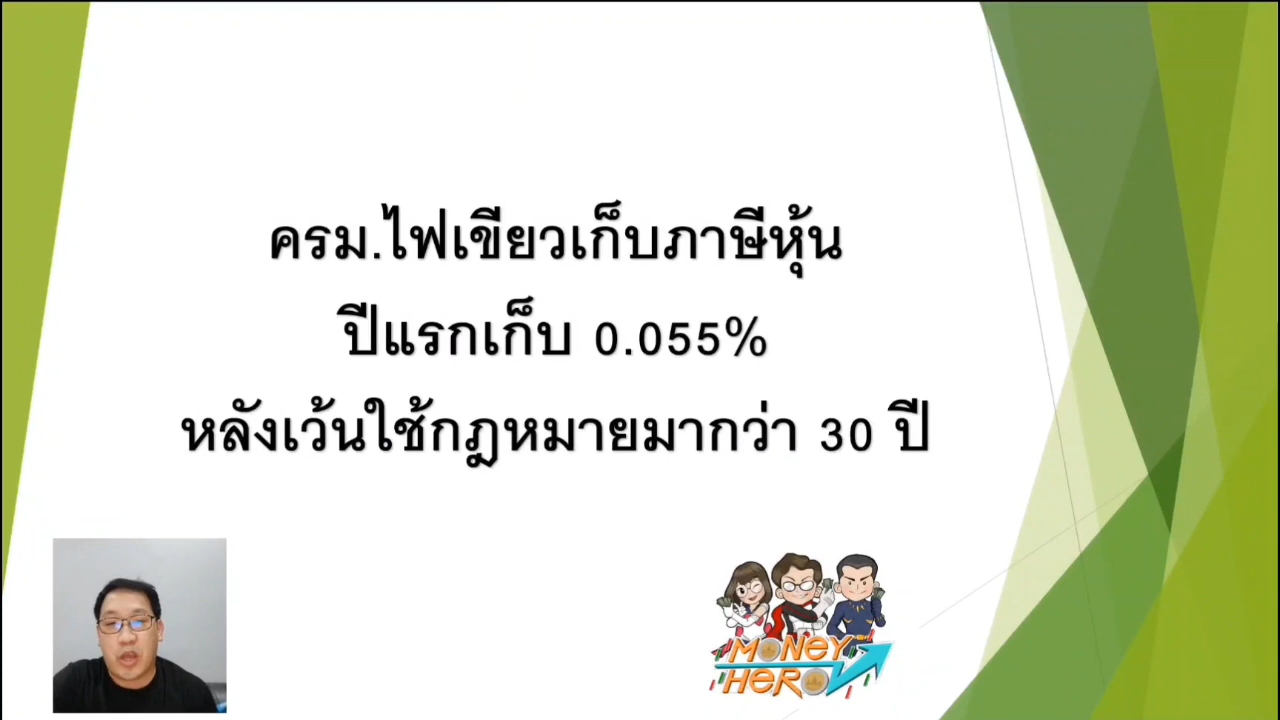 ครม.ไฟเขียวเก็บภาษีหุ้น
ปีแรกเก็บ 0.055%
หลังเว้นใช้กฎหมายมากว่า 30 ปี
MONEY
HERO